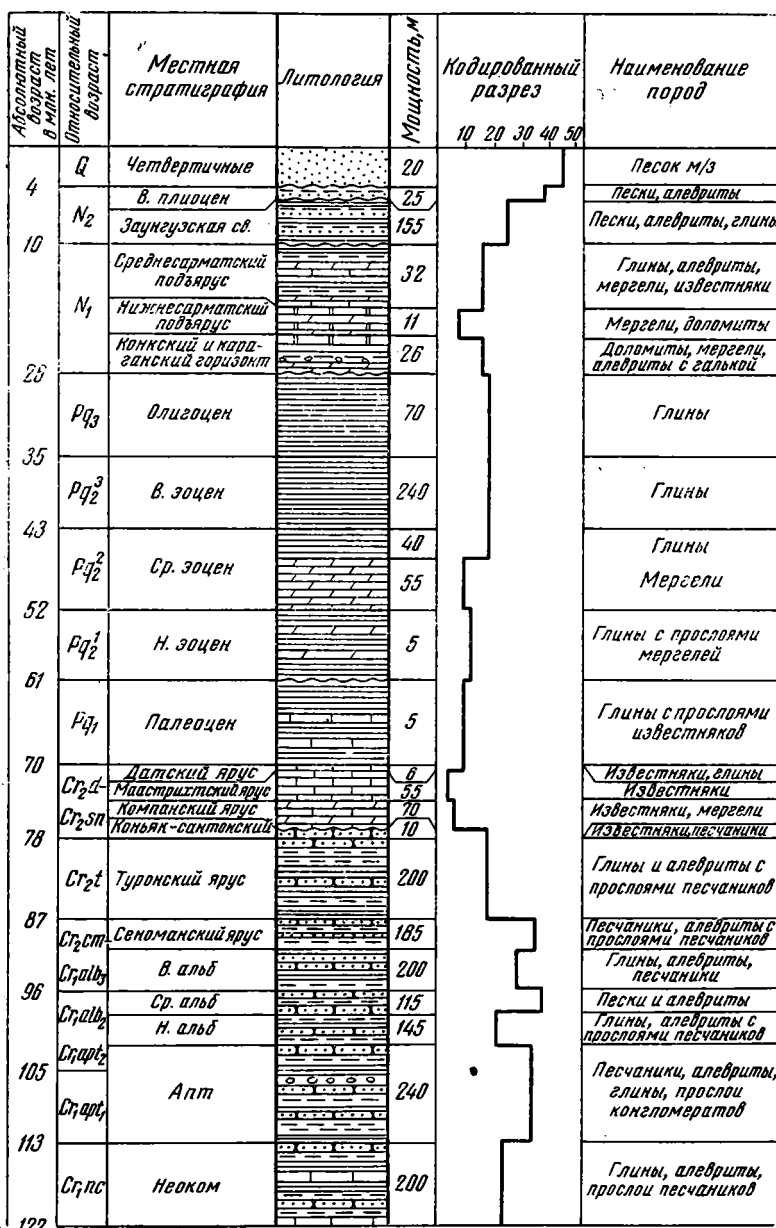 Абсолютный возраст в млн. лет
Относительный возраст
Местная стратиграфия
Литология
Мощность, м
Кодированный разрез
10 20 30 40 50
Наименование пород
Q Четвертичные 20 Песок м/з
4
N2 В. плиоцен 25 Пески, алевриты
Заунгузская св. 155 Пески, алевриты, глины
10
N1 Среднесарматский подъярус 32 Глины, алевриты, мергели, известняки
Нижнесарматский подъярус 11 Мергели, доломиты
Конкский и караганский горизонт 26 Доломиты, мергели, алевриты с галькой
25
Pg3 Олигоцен 70 Глины
35
Pg2³ В. эоцен 240 Глины
43
Pg2² Ср. эоцен 40 Глины
55 Мергели
52
Pg2¹ Н. эоцен 5 Глины с прослоями мергелей
61
Pg1 Палеоцен 5 Глины с прослоями известняков
70
Cr2d- Датский ярус 6 Известняки, глины
Маастрихтский ярус 55 Известняки
Cr2sn Компанский ярус 70 Известняки, мергели
Коньяк-сантонский 10 Известняки, песчаники
78
Cr2t Туронский ярус 200 Глины и алевриты с прослоями песчаников
87
Cr2cm- Сеноманский ярус 185 Песчаники, алевриты с прослоями песчаников
Cr1alb3 В. альб 200 Глины, алевриты, песчаники
96
Cr1alb2 Ср. альб 115 Пески и алевриты
Н. альб 145 Глины, алевриты с прослоями песчаников
Cr1apt2
105
Cr1apt1 Апт 240 Песчаники, алевриты, глины, прослои конгломератов
113
Cr1nc Неоком 200 Глины, алевриты, прослои песчаников
122